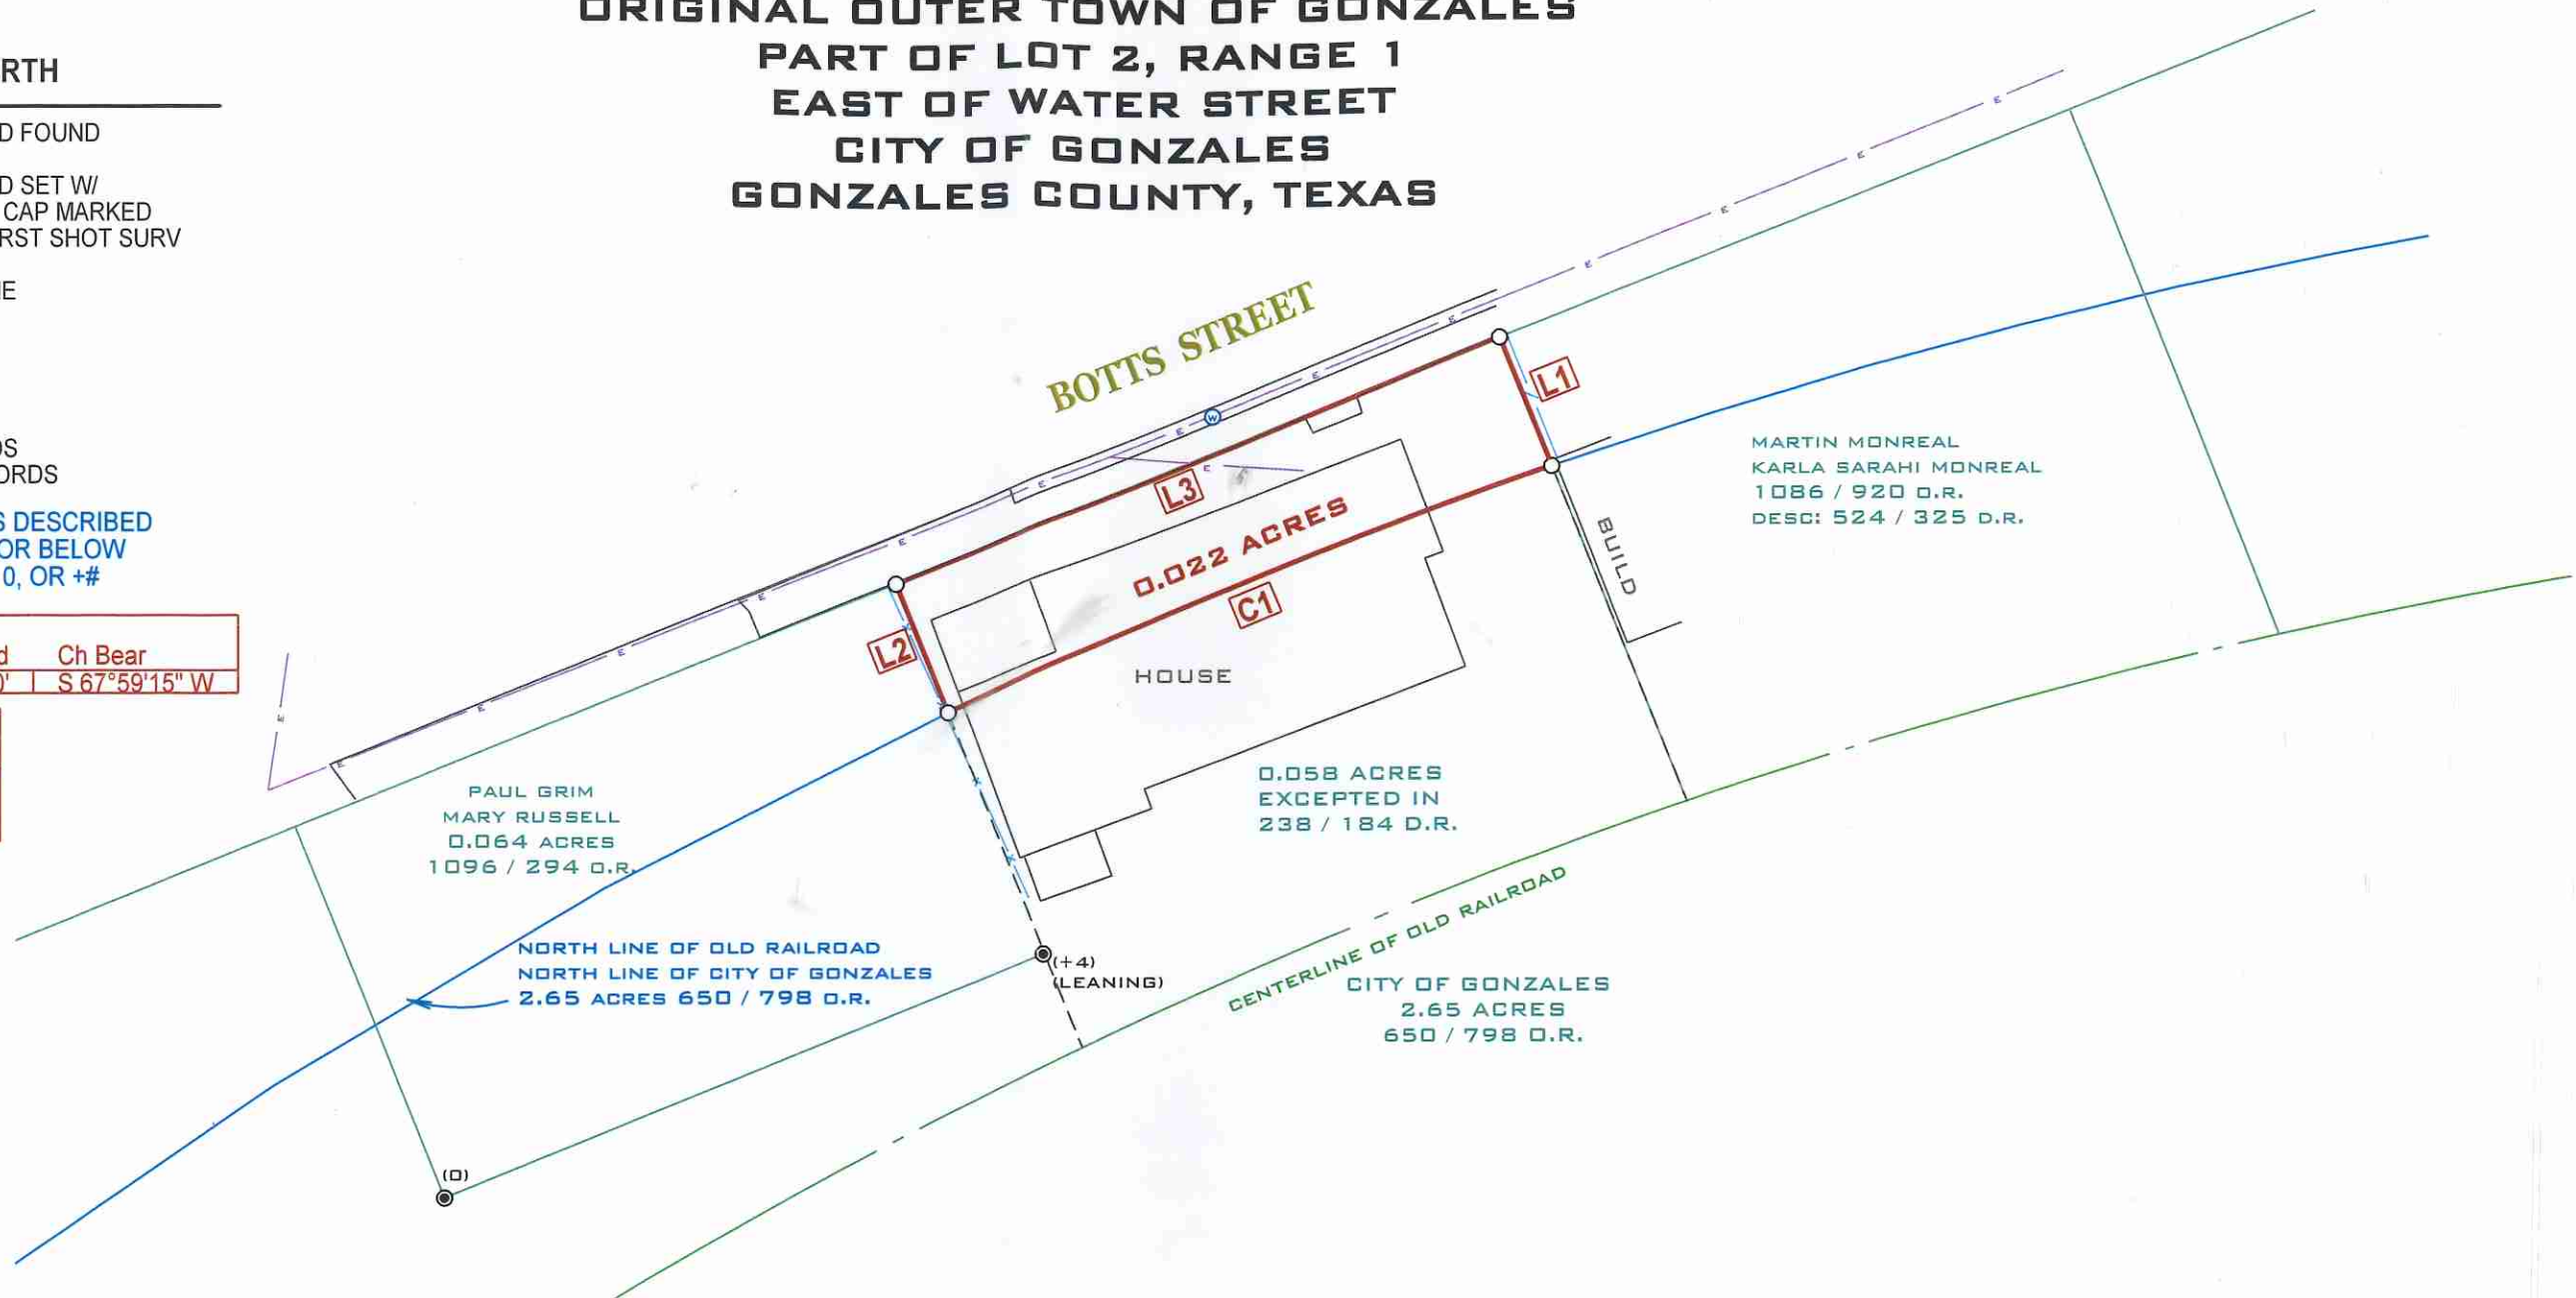 ORIGINAL OUTER TOWN OF GONZALES
PART OF LOT 2, RANGE 1
EAST OF WATER STREET
CITY OF GONZALES
GONZALES COUNTY, TEXAS
RTH
D FOUND
D SET W/
CAP MARKED
RST SHOT SURV
E
OS
ORDS
S DESCRIBED
OR BELOW
0, OR +#
d Ch Bear
0' S 67°59'15" W
BOTTS STREET
W
L1
L2
L3
C1
0.022 ACRES
HOUSE
BUILD
MARTIN MONREAL
KARLA SARAHI MONREAL
1086 / 920 O.R.
DESC: 524 / 325 D.R.
PAUL GRIM
MARY RUSSELL
0.064 ACRES
1096 / 294 O.R.
0.058 ACRES
EXCEPTED IN
238 / 184 D.R.
NORTH LINE OF OLD RAILROAD
NORTH LINE OF CITY OF GONZALES
2.65 ACRES 650 / 798 O.R.
(+4)
(LEANING)
CENTERLINE OF OLD RAILROAD
CITY OF GONZALES
2.65 ACRES
650 / 798 O.R.
(0)
E E E E E E E E E E E E E E E